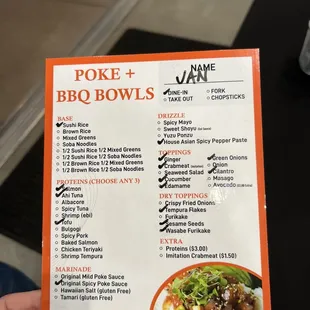 POKE +
BBQ BOWLS
NAME
JAN
DINE-IN
TAKE OUT
FORK
CHOPSTICKS
BASE
Sushi Rice
Brown Rice
Mixed Greens
Soba Noodles
1/2 Sushi Rice 1/2 Mixed Greens
1/2 Sushi Rice 1/2 Soba Noodles
1/2 Brown Rice 1/2 Mixed Greens
1/2 Brown Rice 1/2 Soba Noodles
PROTEINS (CHOOSE ANY 3)
Salmon
Ahi Tuna
Albacore
Spicy Tuna
Shrimp (ebi)
Tofu
Bulgogi
Spicy Pork
Baked Salmon
Chicken Teriyaki
Shrimp Tempura
MARINADE
Original Mild Poke Sauce
Original Spicy Poke Sauce
Hawaiian Salt (gluten Free)
Tamari (gluten Free)
DRIZZLE
Spicy Mayo
Sweet Shoyu
Yuzu Ponzu
House Asian Spicy Pepper Paste
TOPPINGS
Ginger
Crabmeat
Seaweed Salad
Cucumber
Edamame
Green Onions
Onion
Cilantro
Masago
Avocado
DRY TOPPINGS
Crispy Fried Onions
Tempura Flakes
Furikake
Sesame Seeds
Wasabe Furikake
EXTRA
Proteins ($3.00)
Imitation Crabmeat ($1.50)